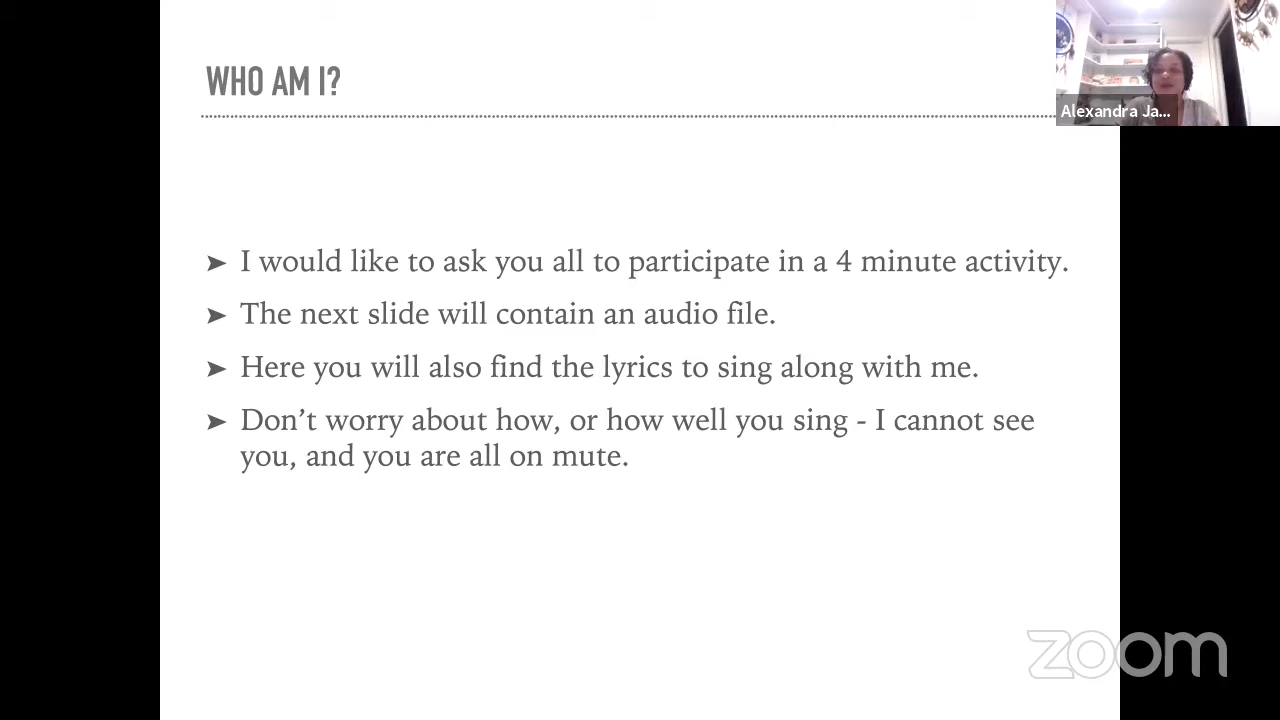 WHO AM I?
Alexandra Ja...
➤ I would like to ask you all to participate in a 4 minute activity.
➤ The next slide will contain an audio file.
➤ Here you will also find the lyrics to sing along with me.
➤ Don’t worry about how, or how well you sing - I cannot see
you, and you are all on mute.
zoom